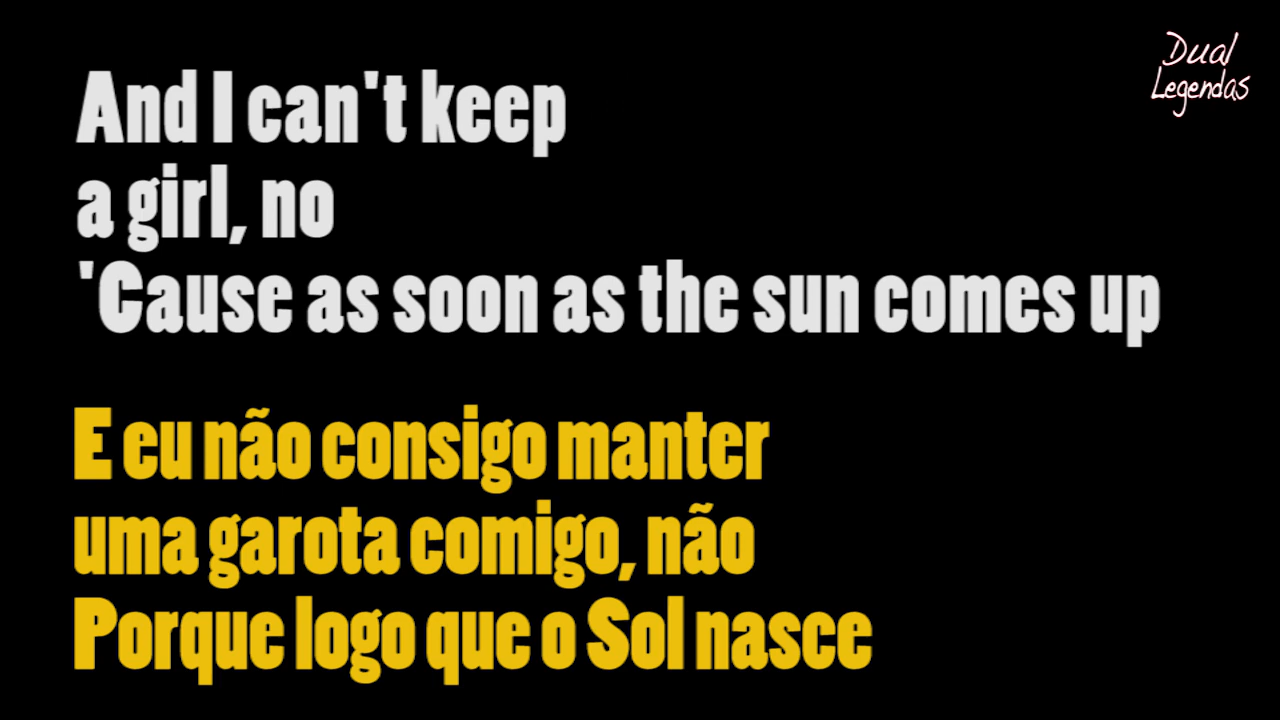 Dual
Legendas
And I can't keep
a girl, no
'Cause as soon as the sun comes up
E eu não consigo manter
uma garota comigo, não
Porque logo que o Sol nasce